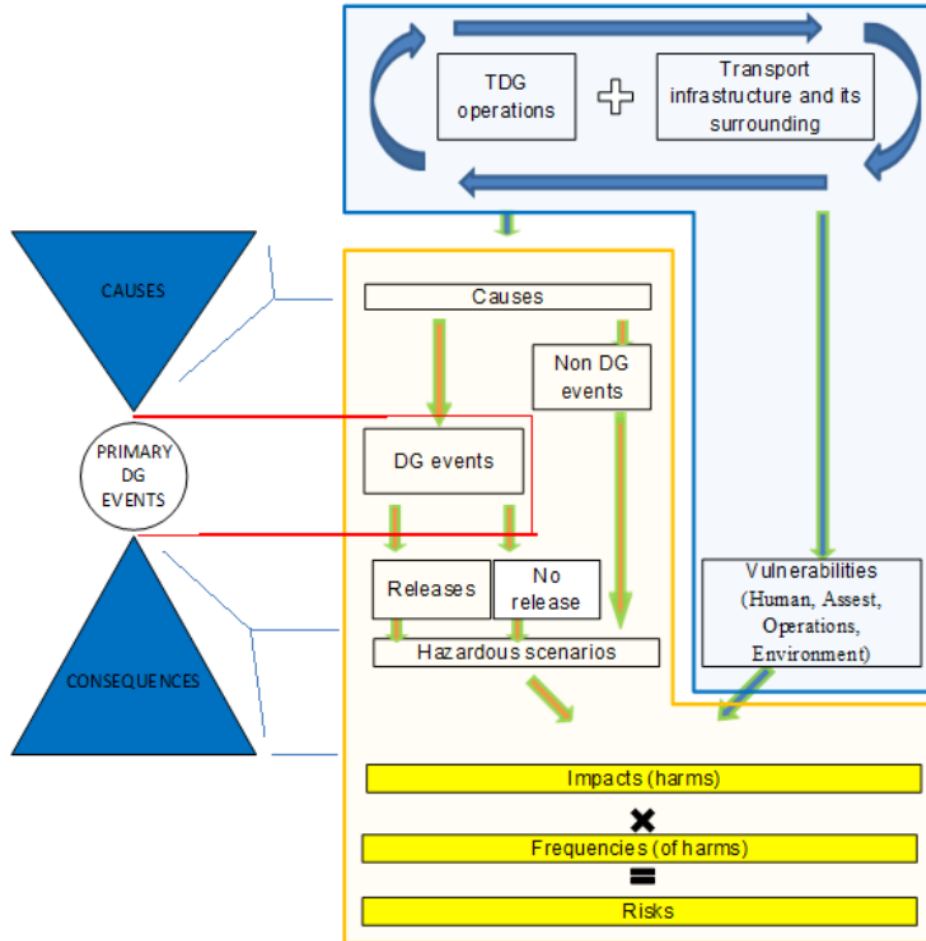 TDG
operations
Transport
infrastructure and its
surrounding
CAUSES
Causes
Non DG
events
PRIMARY
DG
EVENTS
DG events
Releases
No
release
Vulnerabilities
(Human, Assest,
Operations,
Environment)
Hazardous scenarios
CONSEQUENCES
Impacts (harms)
Frequencies (of harms)
Risks